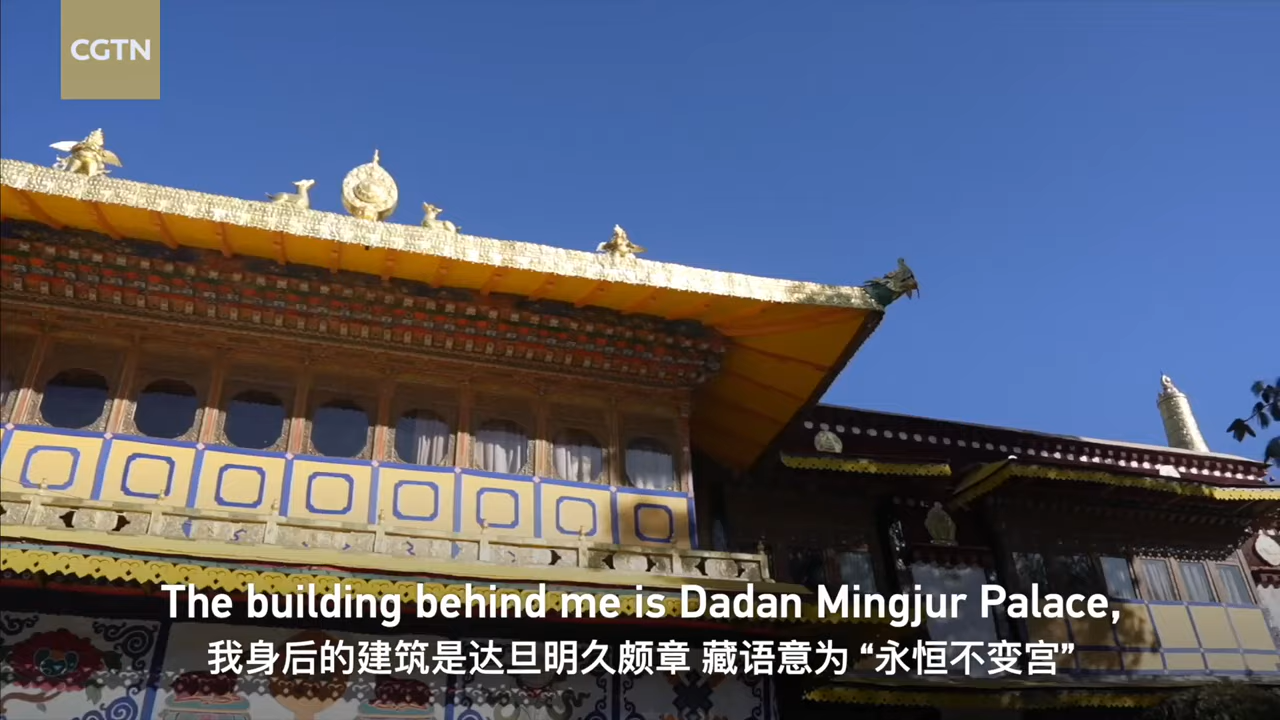 CGTN
The building behind me is Dadan Mingjur Palace,
我身后的建筑是达旦明久颇章 藏语意为 “永恒不变宫”